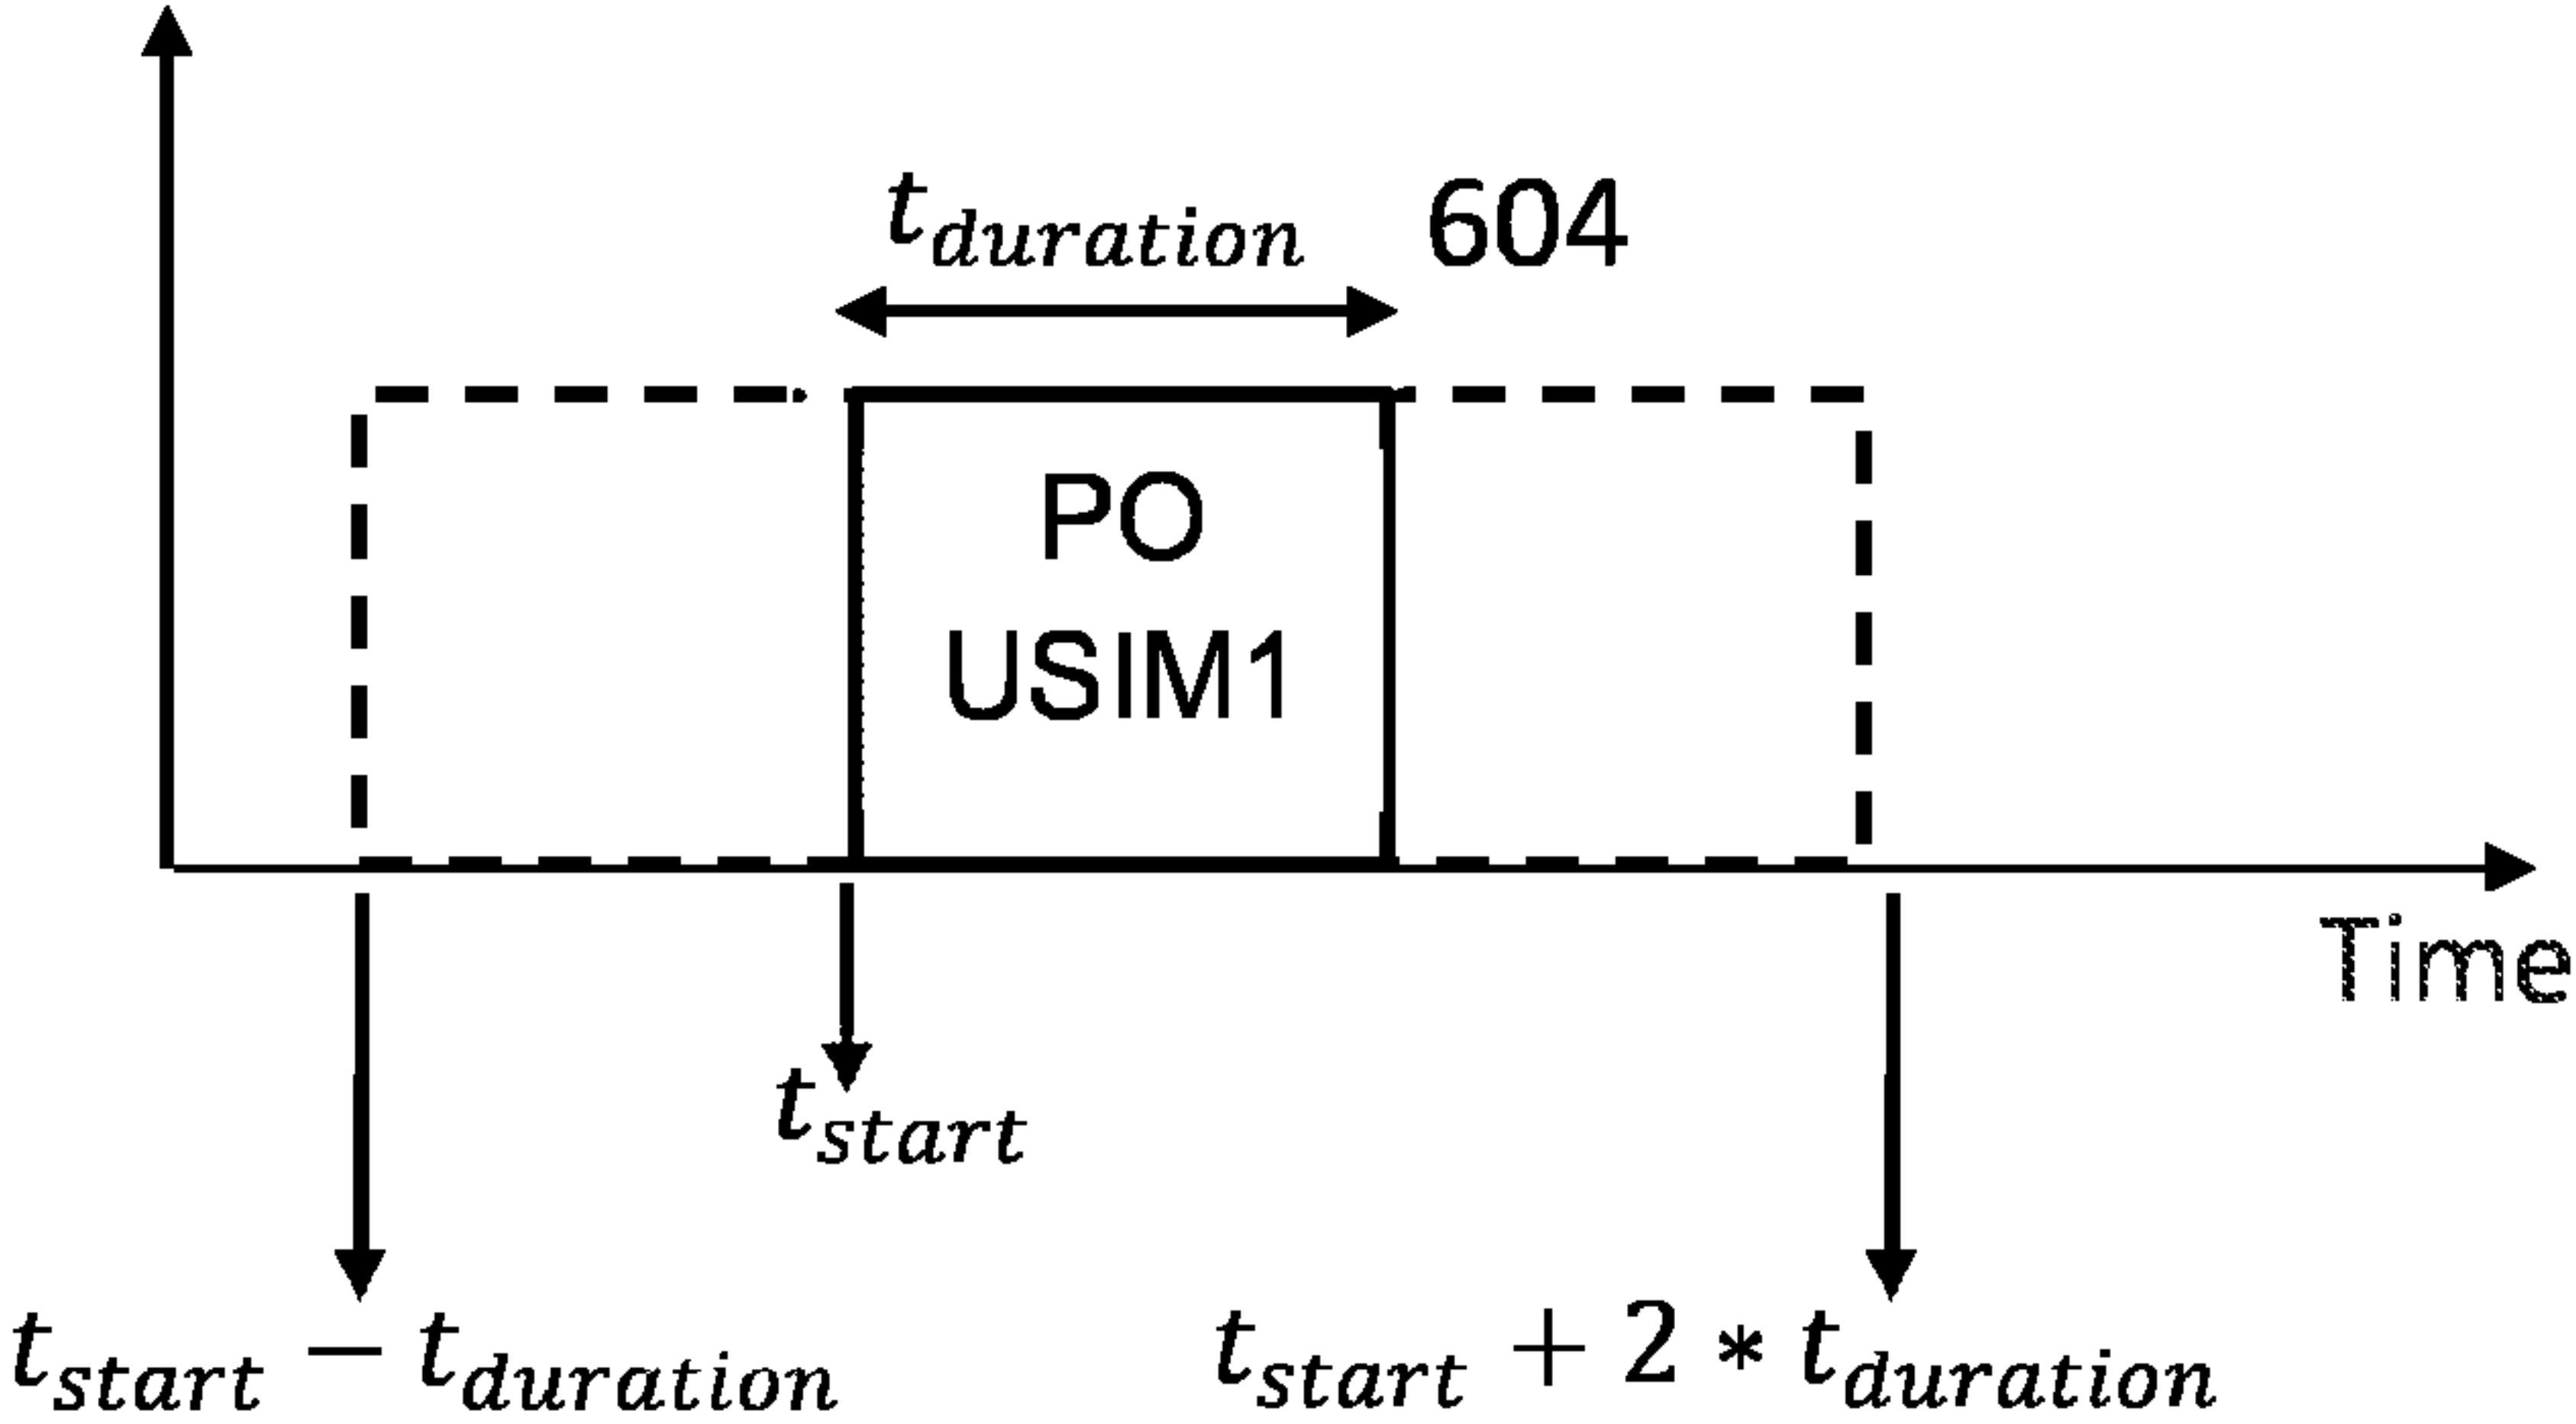 t_duration 604
PO
USIM1
Time
t_start
t_start − t_duration
t_start + 2 * t_duration